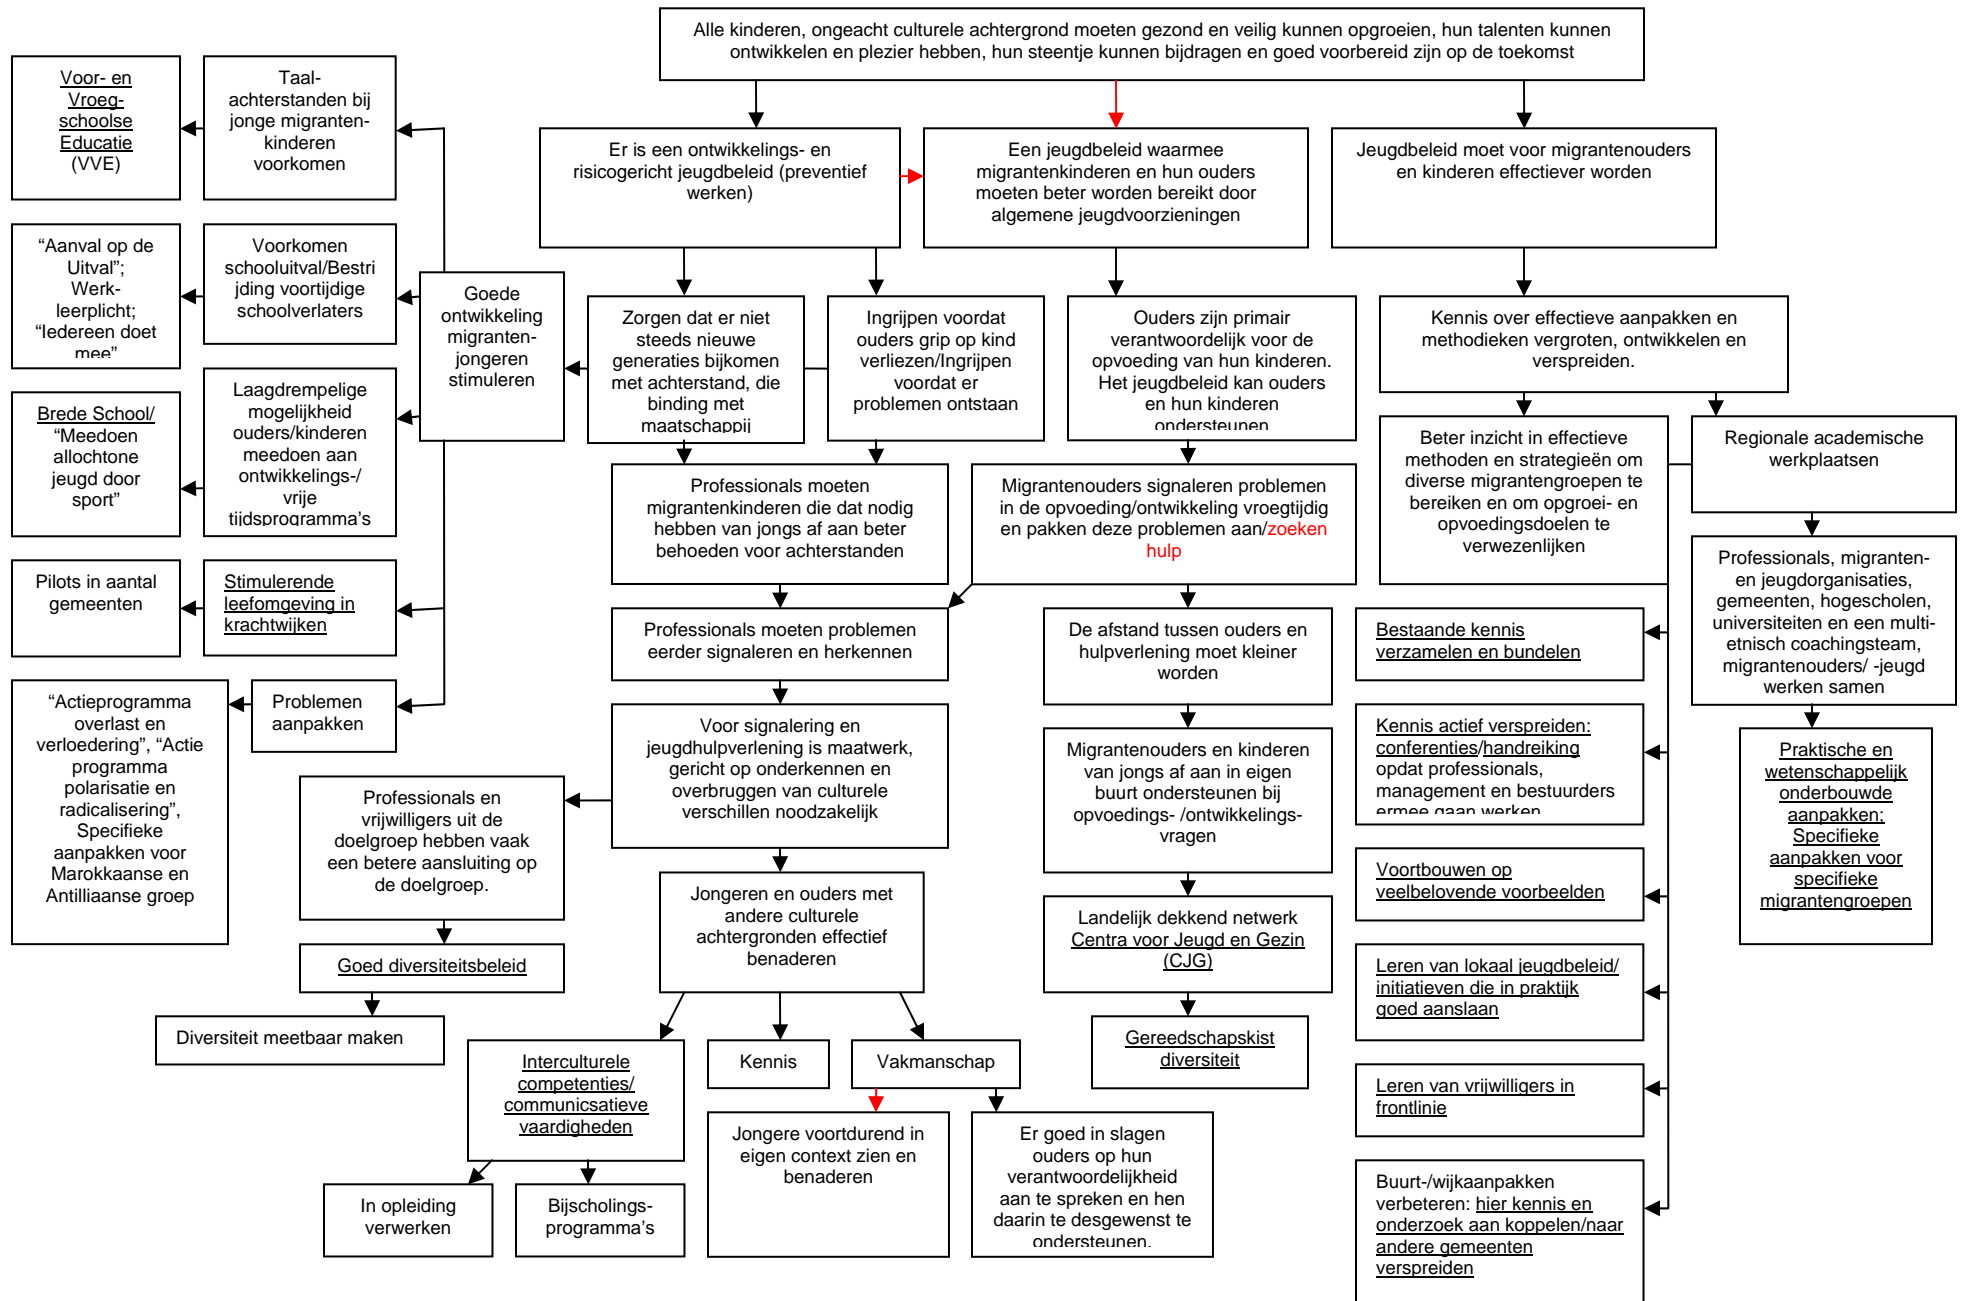 Alle kinderen, ongeacht culturele achtergrond moeten gezond en veilig kunnen opgroeien, hun talenten kunnen
ontwikkelen en plezier hebben, hun steentje kunnen bijdragen en goed voorbereid zijn op de toekomst
Voor- en
Vroeg-
schoolse
Educatie
(VVE)
Taal-
achterstanden bij
jonge migranten-
kinderen
voorkomen
Er is een ontwikkelings- en
risicogericht jeugdbeleid (preventief
werken)
Een jeugdbeleid waarmee
migrantenkinderen en hun ouders
moeten beter worden bereikt door
algemene jeugdvoorzieningen
Jeugdbeleid moet voor migrantenouders
en kinderen effectiever worden
“Aanval op de
Uitval”;
Werk-
leerplicht;
“Iedereen doet
mee”
Voorkomen
schooluitval/Bestri
jding voortijdige
schoolverlaters
Goede
ontwikkeling
migranten-
jongeren
stimuleren
Zorgen dat er niet
steeds nieuwe
generaties bijkomen
met achterstand, die
binding met
maatschappij
Ingrijpen voordat
ouders grip op kind
verliezen/Ingrijpen
voordat er
problemen ontstaan
Ouders zijn primair
verantwoordelijk voor de
opvoeding van hun kinderen.
Het jeugdbeleid kan ouders
en hun kinderen
ondersteunen
Kennis over effectieve aanpakken en
methodieken vergroten, ontwikkelen en
verspreiden.
Brede School/
“Meedoen
allochtone
jeugd door
sport”
Laagdrempelige
mogelijkheid
ouders/kinderen
meedoen aan
ontwikkelings-/
vrije
tijdsprogramma’s
Professionals moeten
migrantenkinderen die dat nodig
hebben van jongs af aan beter
behoeden voor achterstanden
Migrantenouders signaleren problemen
in de opvoeding/ontwikkeling vroegtijdig
en pakken deze problemen aan/zoeken
hulp
Beter inzicht in effectieve
methoden en strategieën om
diverse migrantengroepen te
bereiken en om opgroei- en
opvoedingsdoelen te
verwezenlijken
Regionale academische
werkplaatsen
Pilots in aantal
gemeenten
Stimulerende
leefomgeving in
krachtwijken
Professionals moeten problemen
eerder signaleren en herkennen
De afstand tussen ouders en
hulpverlening moet kleiner
worden
Bestaande kennis
verzamelen en bundelen
Professionals, migranten-
en jeugdorganisaties,
gemeenten, hogescholen,
universiteiten en een multi-
etnisch coachingsteam,
migrantenouders/ -jeugd
werken samen
“Actieprogramma
overlast en
verloedering”, “Actie
programma
polarisatie en
radicalisering”,
Specifieke
aanpakken voor
Marokkaanse en
Antilliaanse groep
Problemen
aanpakken
Voor signalering en
jeugdhulpverlening is maatwerk,
gericht op onderkennen en
overbruggen van culturele
verschillen noodzakelijk
Migrantenouders en kinderen
van jongs af aan in eigen
buurt ondersteunen bij
opvoedings- /ontwikkelings-
vragen
Kennis actief verspreiden:
conferenties/handreiking
opdat professionals,
management en bestuurders
ermee gaan werken
Praktische en
wetenschappelijk
onderbouwde
aanpakken;
Specifieke
aanpakken voor
specifieke
migrantengroepen
Professionals en
vrijwilligers uit de
doelgroep hebben vaak
een betere aansluiting op
de doelgroep.
Jongeren en ouders met
andere culturele
achtergronden effectief
benaderen
Landelijk dekkend netwerk
Centra voor Jeugd en Gezin
(CJG)
Voortbouwen op
veelbelovende voorbeelden
Goed diversiteitsbeleid
Leren van lokaal jeugdbeleid/
initiatieven die in praktijk
goed aanslaan
Diversiteit meetbaar maken
Interculturele
competenties/
communicsatieve
vaardigheden
Kennis
Vakmanschap
Gereedschapskist
diversiteit
Leren van vrijwilligers in
frontlinie
Jongere voortdurend in
eigen context zien en
benaderen
Er goed in slagen
ouders op hun
verantwoordelijkheid
aan te spreken en hen
daarin te desgewenst te
ondersteunen.
In opleiding
verwerken
Bijscholings-
programma’s
Buurt-/wijkaanpakken
verbeteren: hier kennis en
onderzoek aan koppelen/naar
andere gemeenten
verspreiden